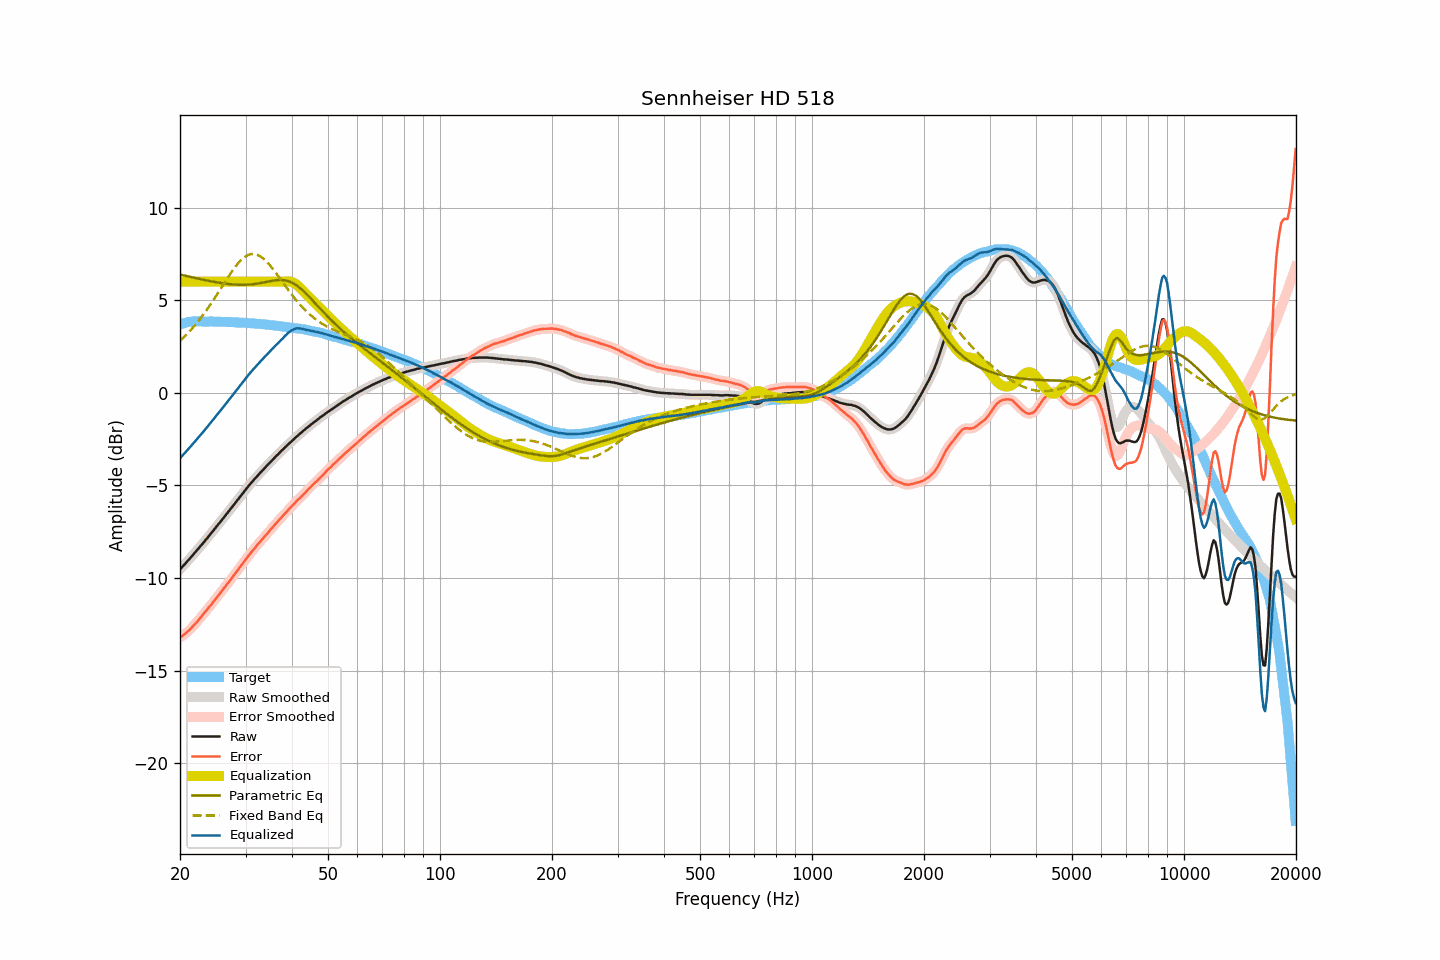 Sennheiser HD 518
10
5
0
−5
−10
−15
−20
Amplitude (dBr)
Target
Raw Smoothed
Error Smoothed
Raw
Error
Equalization
Parametric Eq
Fixed Band Eq
Equalized
20 50 100 200 500 1000 2000 5000 10000 20000
Frequency (Hz)